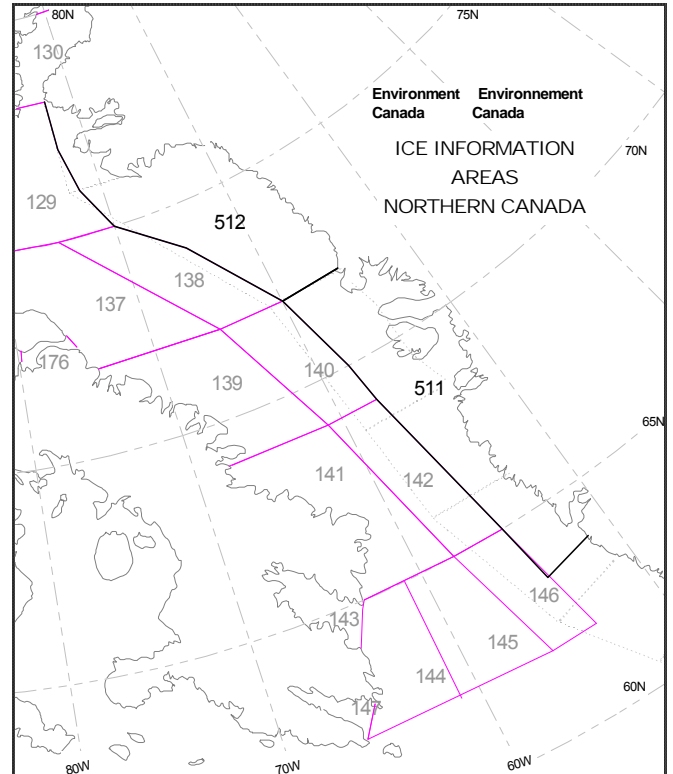 80N
75N
130
Environment Environnement
Canada Canada
ICE INFORMATION
AREAS
NORTHERN CANADA
70N
129
512
138
137
176
140
139
511
65N
141
142
146
143
145
144
147
60N
80W
70W
60W